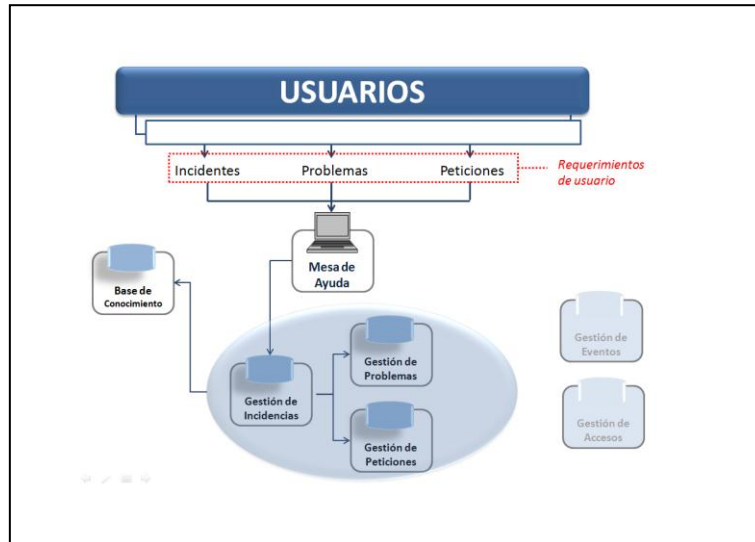 USUARIOS
Incidentes
Problemas
Peticiones
Requerimientos
de usuario
Mesa de
Ayuda
Base de
Conocimiento
Gestión de
Problemas
Gestión de
Eventos
Gestión de
Incidencias
Gestión de
Peticiones
Gestión de
Accesos